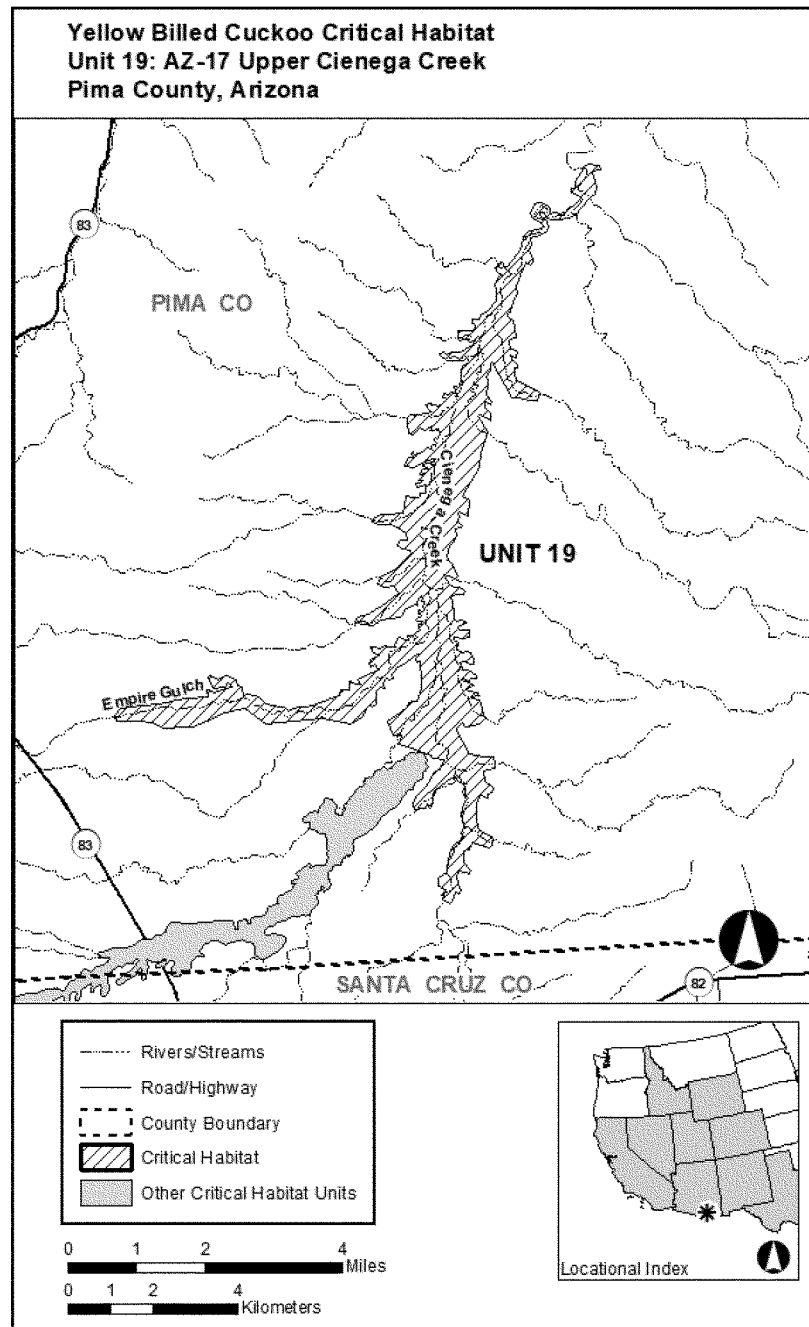 Yellow Billed Cuckoo Critical Habitat
Unit 19: AZ-17 Upper Cienega Creek
Pima County, Arizona
83
PIMA CO
Cienega Creek
UNIT 19
Empire Gulch
83
SANTA CRUZ CO
82
Rivers/Streams
Road/Highway
County Boundary
Critical Habitat
Other Critical Habitat Units
0 1 2 4
Miles
0 1 2 4
Kilometers
Locational Index